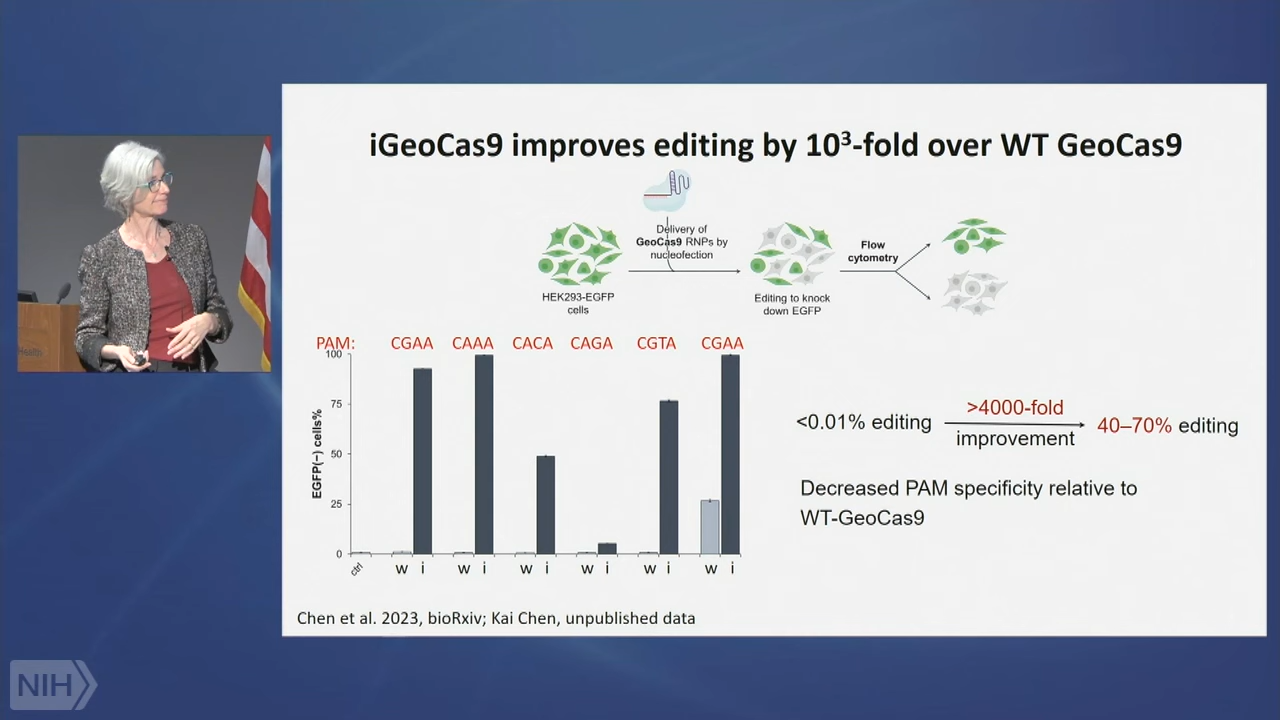 iGeoCas9 improves editing by 10³-fold over WT GeoCas9
Delivery of
GeoCas9 RNPs by
nucleofection
HEK293-EGFP
cells
Editing to knock
down EGFP
Flow
cytometry
PAM: CGAA CAAA CACA CAGA CGTA CGAA
EGFP(−) cells%
100
75
50
25
0
ctrl w i w i w i w i w i w i
<0.01% editing
>4000-fold
improvement
40–70% editing
Decreased PAM specificity relative to
WT-GeoCas9
Chen et al. 2023, bioRxiv; Kai Chen, unpublished data
Health
NIH